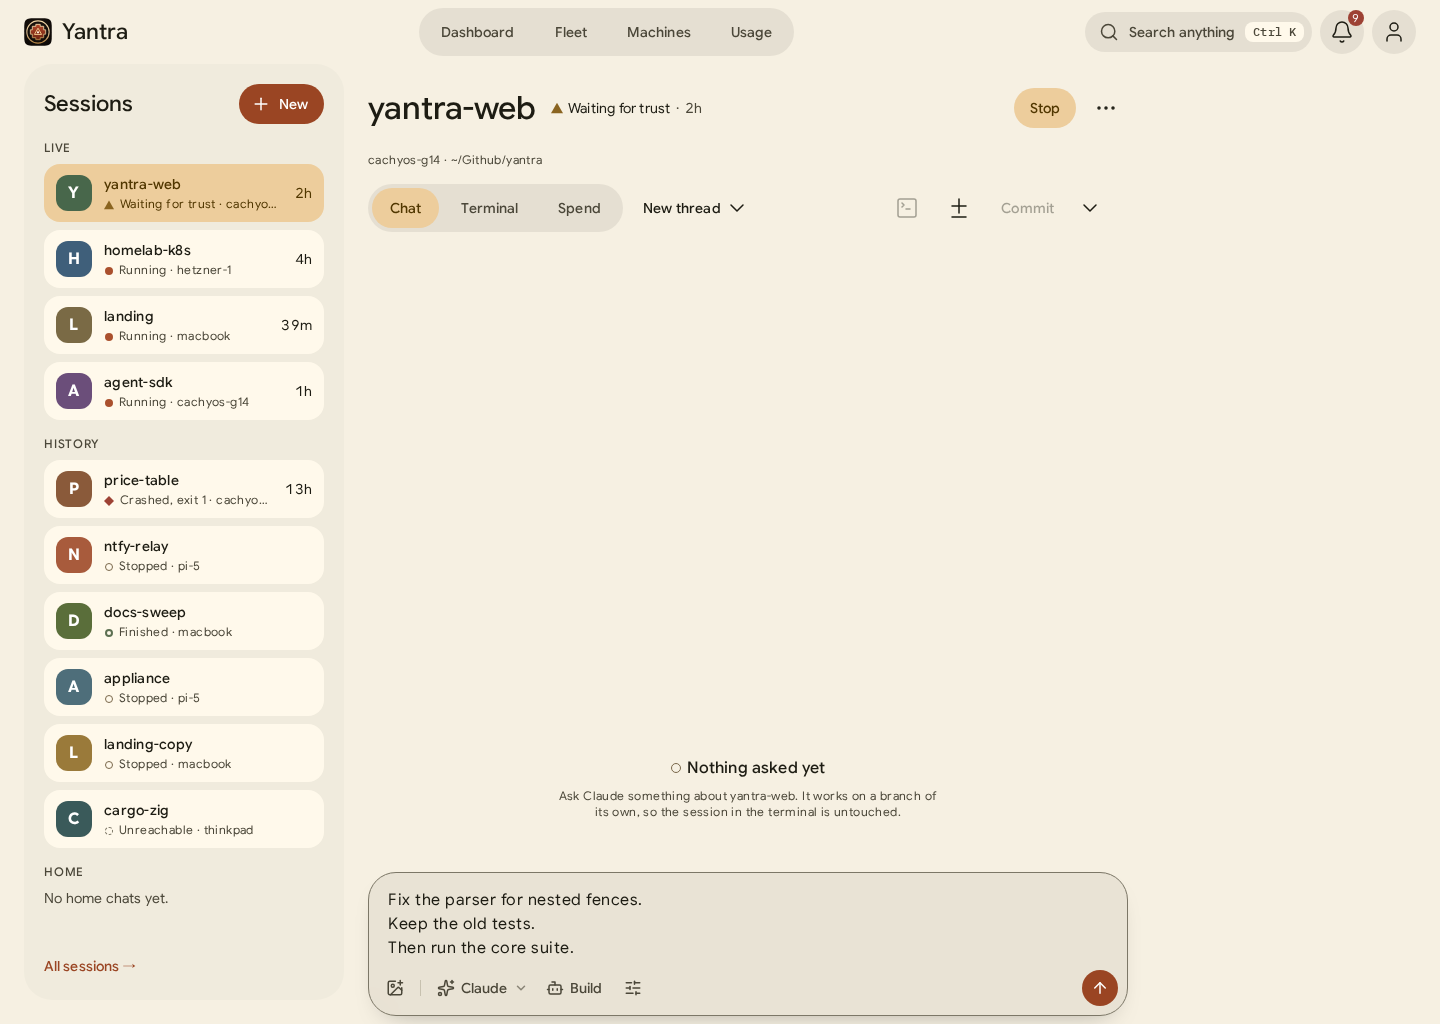 Yantra
Dashboard
Fleet
Machines
Usage
Search anything
Ctrl K
9
Sessions
New
LIVE
Y
yantra-web
Waiting for trust · cachyo...
2h
H
homelab-k8s
Running · hetzner-1
4h
L
landing
Running · macbook
39m
A
agent-sdk
Running · cachyos-g14
1h
HISTORY
P
price-table
Crashed, exit 1 · cachyo...
13h
N
ntfy-relay
Stopped · pi-5
D
docs-sweep
Finished · macbook
A
appliance
Stopped · pi-5
L
landing-copy
Stopped · macbook
C
cargo-zig
Unreachable · thinkpad
HOME
No home chats yet.
All sessions →
yantra-web
Waiting for trust · 2h
Stop
cachyos-g14 · ~/Github/yantra
Chat
Terminal
Spend
New thread
Commit
Nothing asked yet
Ask Claude something about yantra-web. It works on a branch of
its own, so the session in the terminal is untouched.
Fix the parser for nested fences.
Keep the old tests.
Then run the core suite.
Claude
Build